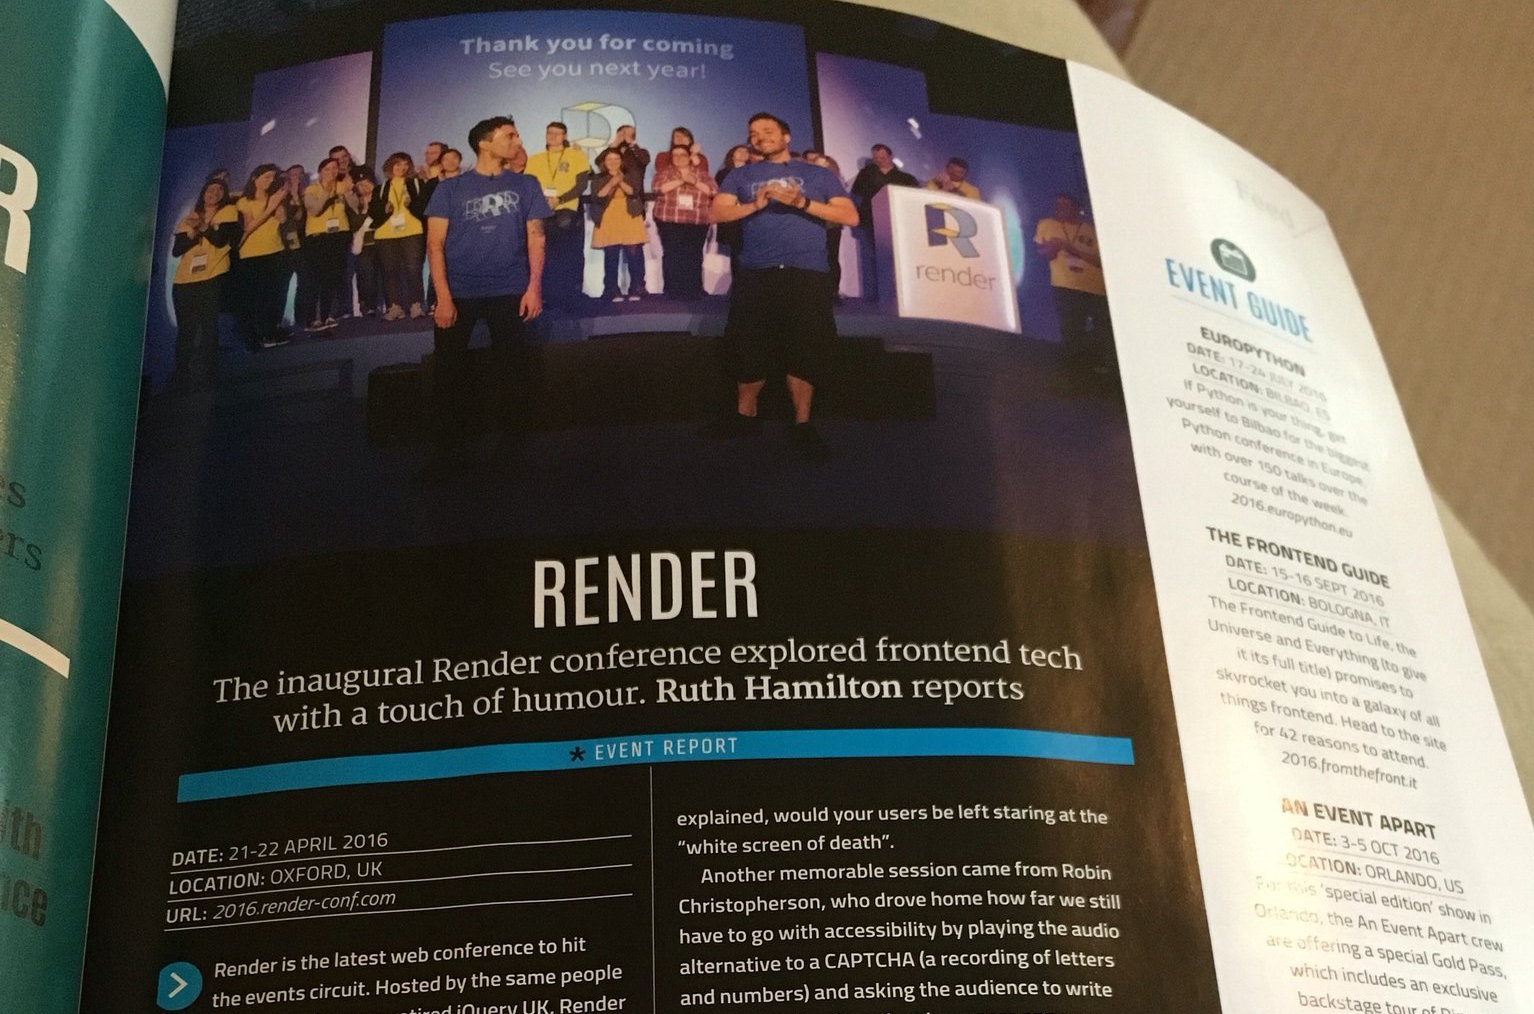 Thank you for coming
See you next year!
render
RENDER
The inaugural Render conference explored frontend tech
with a touch of humour. Ruth Hamilton reports
* EVENT REPORT
DATE: 21-22 APRIL 2016
LOCATION: OXFORD, UK
URL: 2016.render-conf.com
Render is the latest web conference to hit
the events circuit. Hosted by the same people
jQuery UK, Render
explained, would your users be left staring at the
“white screen of death”.
Another memorable session came from Robin
Christopherson, who drove home how far we still
have to go with accessibility by playing the audio
alternative to a CAPTCHA (a recording of letters
and numbers) and asking the audience to write
Feed
EVENT GUIDE
EUROPYTHON
DATE: 17-24 JULY 2016
LOCATION: BILBAO, ES
If Python is your thing, get
yourself to Bilbao for the biggest
Python conference in Europe,
with over 150 talks over the
course of the week.
2016.europython.eu
THE FRONTEND GUIDE
DATE: 15-16 SEPT 2016
LOCATION: BOLOGNA, IT
The Frontend Guide to Life, the
Universe and Everything (to give
it its full title) promises to
skyrocket you into a galaxy of all
things frontend. Head to the site
for 42 reasons to attend.
2016.fromthefront.it
AN EVENT APART
DATE: 3-5 OCT 2016
LOCATION: ORLANDO, US
For this ‘special edition’ show in
Orlando, the An Event Apart crew
are offering a special Gold Pass,
which includes an exclusive
backstage tour of